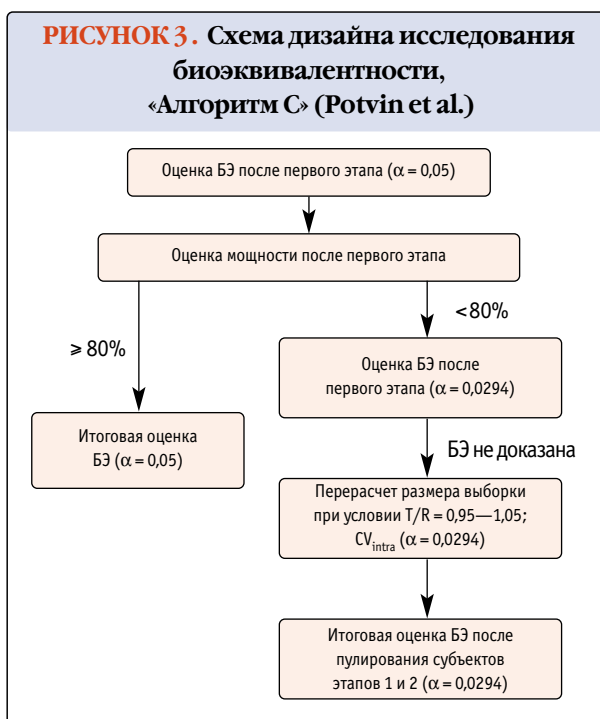 РИСУНОК 3. Схема дизайна исследования
биоэквивалентности,
«Алгоритм С» (Potvin et al.)
Оценка БЭ после первого этапа (α = 0,05)
Оценка мощности после первого этапа
≥ 80%
< 80%
Оценка БЭ после
первого этапа (α = 0,0294)
Итоговая оценка
БЭ (α = 0,05)
БЭ не доказана
Перерасчет размера выборки
при условии T/R = 0,95—1,05;
CVintra (α = 0,0294)
Итоговая оценка БЭ после
пулирования субъектов
этапов 1 и 2 (α = 0,0294)